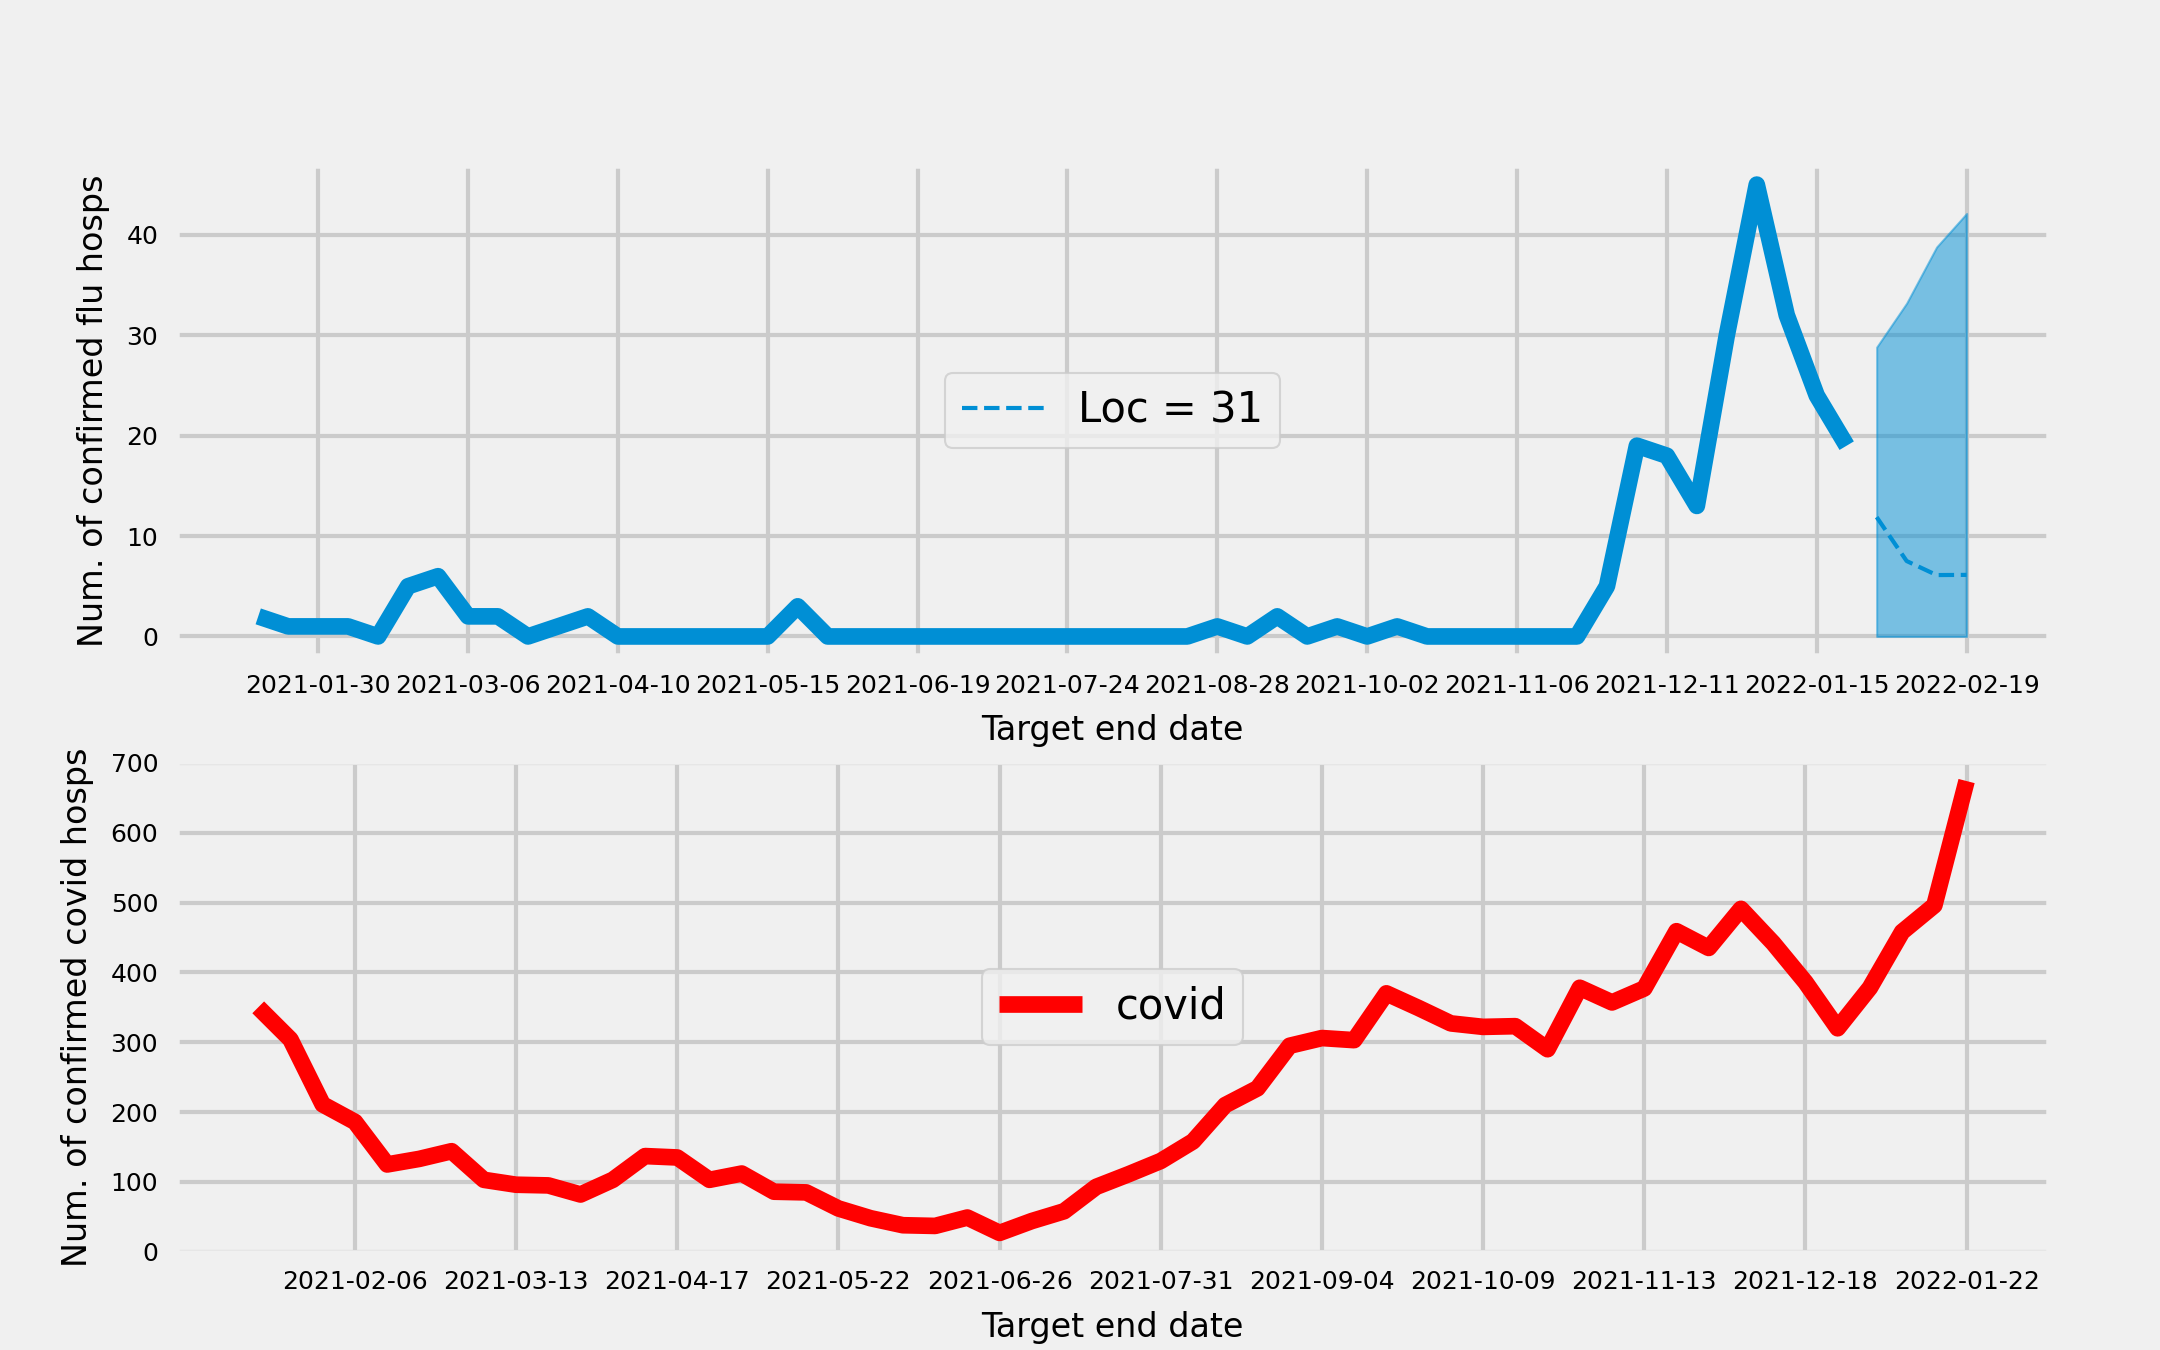 Num. of confirmed flu hosps
40
30
20
10
0
Loc = 31
2021-01-30 2021-03-06 2021-04-10 2021-05-15 2021-06-19 2021-07-24 2021-08-28 2021-10-02 2021-11-06 2021-12-11 2022-01-15 2022-02-19
Target end date
Num. of confirmed covid hosps
700
600
500
400
300
200
100
0
covid
2021-02-06 2021-03-13 2021-04-17 2021-05-22 2021-06-26 2021-07-31 2021-09-04 2021-10-09 2021-11-13 2021-12-18 2022-01-22
Target end date